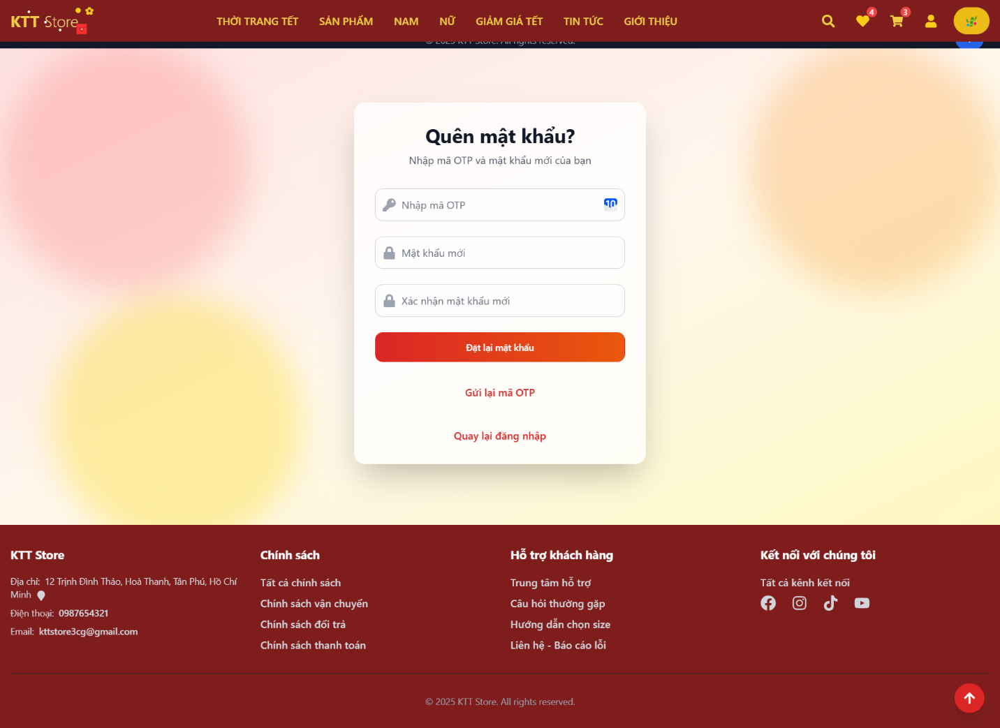 KTT Store
THỜI TRANG TẾT
SẢN PHẨM
NAM
NỮ
GIẢM GIÁ TẾT
TIN TỨC
GIỚI THIỆU
4
3
© 2025 KTT Store. All rights reserved.
Quên mật khẩu?
Nhập mã OTP và mật khẩu mới của bạn
Nhập mã OTP
10
Mật khẩu mới
Xác nhận mật khẩu mới
Đặt lại mật khẩu
Gửi lại mã OTP
Quay lại đăng nhập
KTT Store
Địa chỉ: 12 Trịnh Đình Thảo, Hoà Thanh, Tân Phú, Hồ Chí
Minh
Điện thoại: 0987654321
Email: kttstore3cg@gmail.com
Chính sách
Tất cả chính sách
Chính sách vận chuyển
Chính sách đổi trả
Chính sách thanh toán
Hỗ trợ khách hàng
Trung tâm hỗ trợ
Câu hỏi thường gặp
Hướng dẫn chọn size
Liên hệ - Báo cáo lỗi
Kết nối với chúng tôi
Tất cả kênh kết nối
© 2025 KTT Store. All rights reserved.